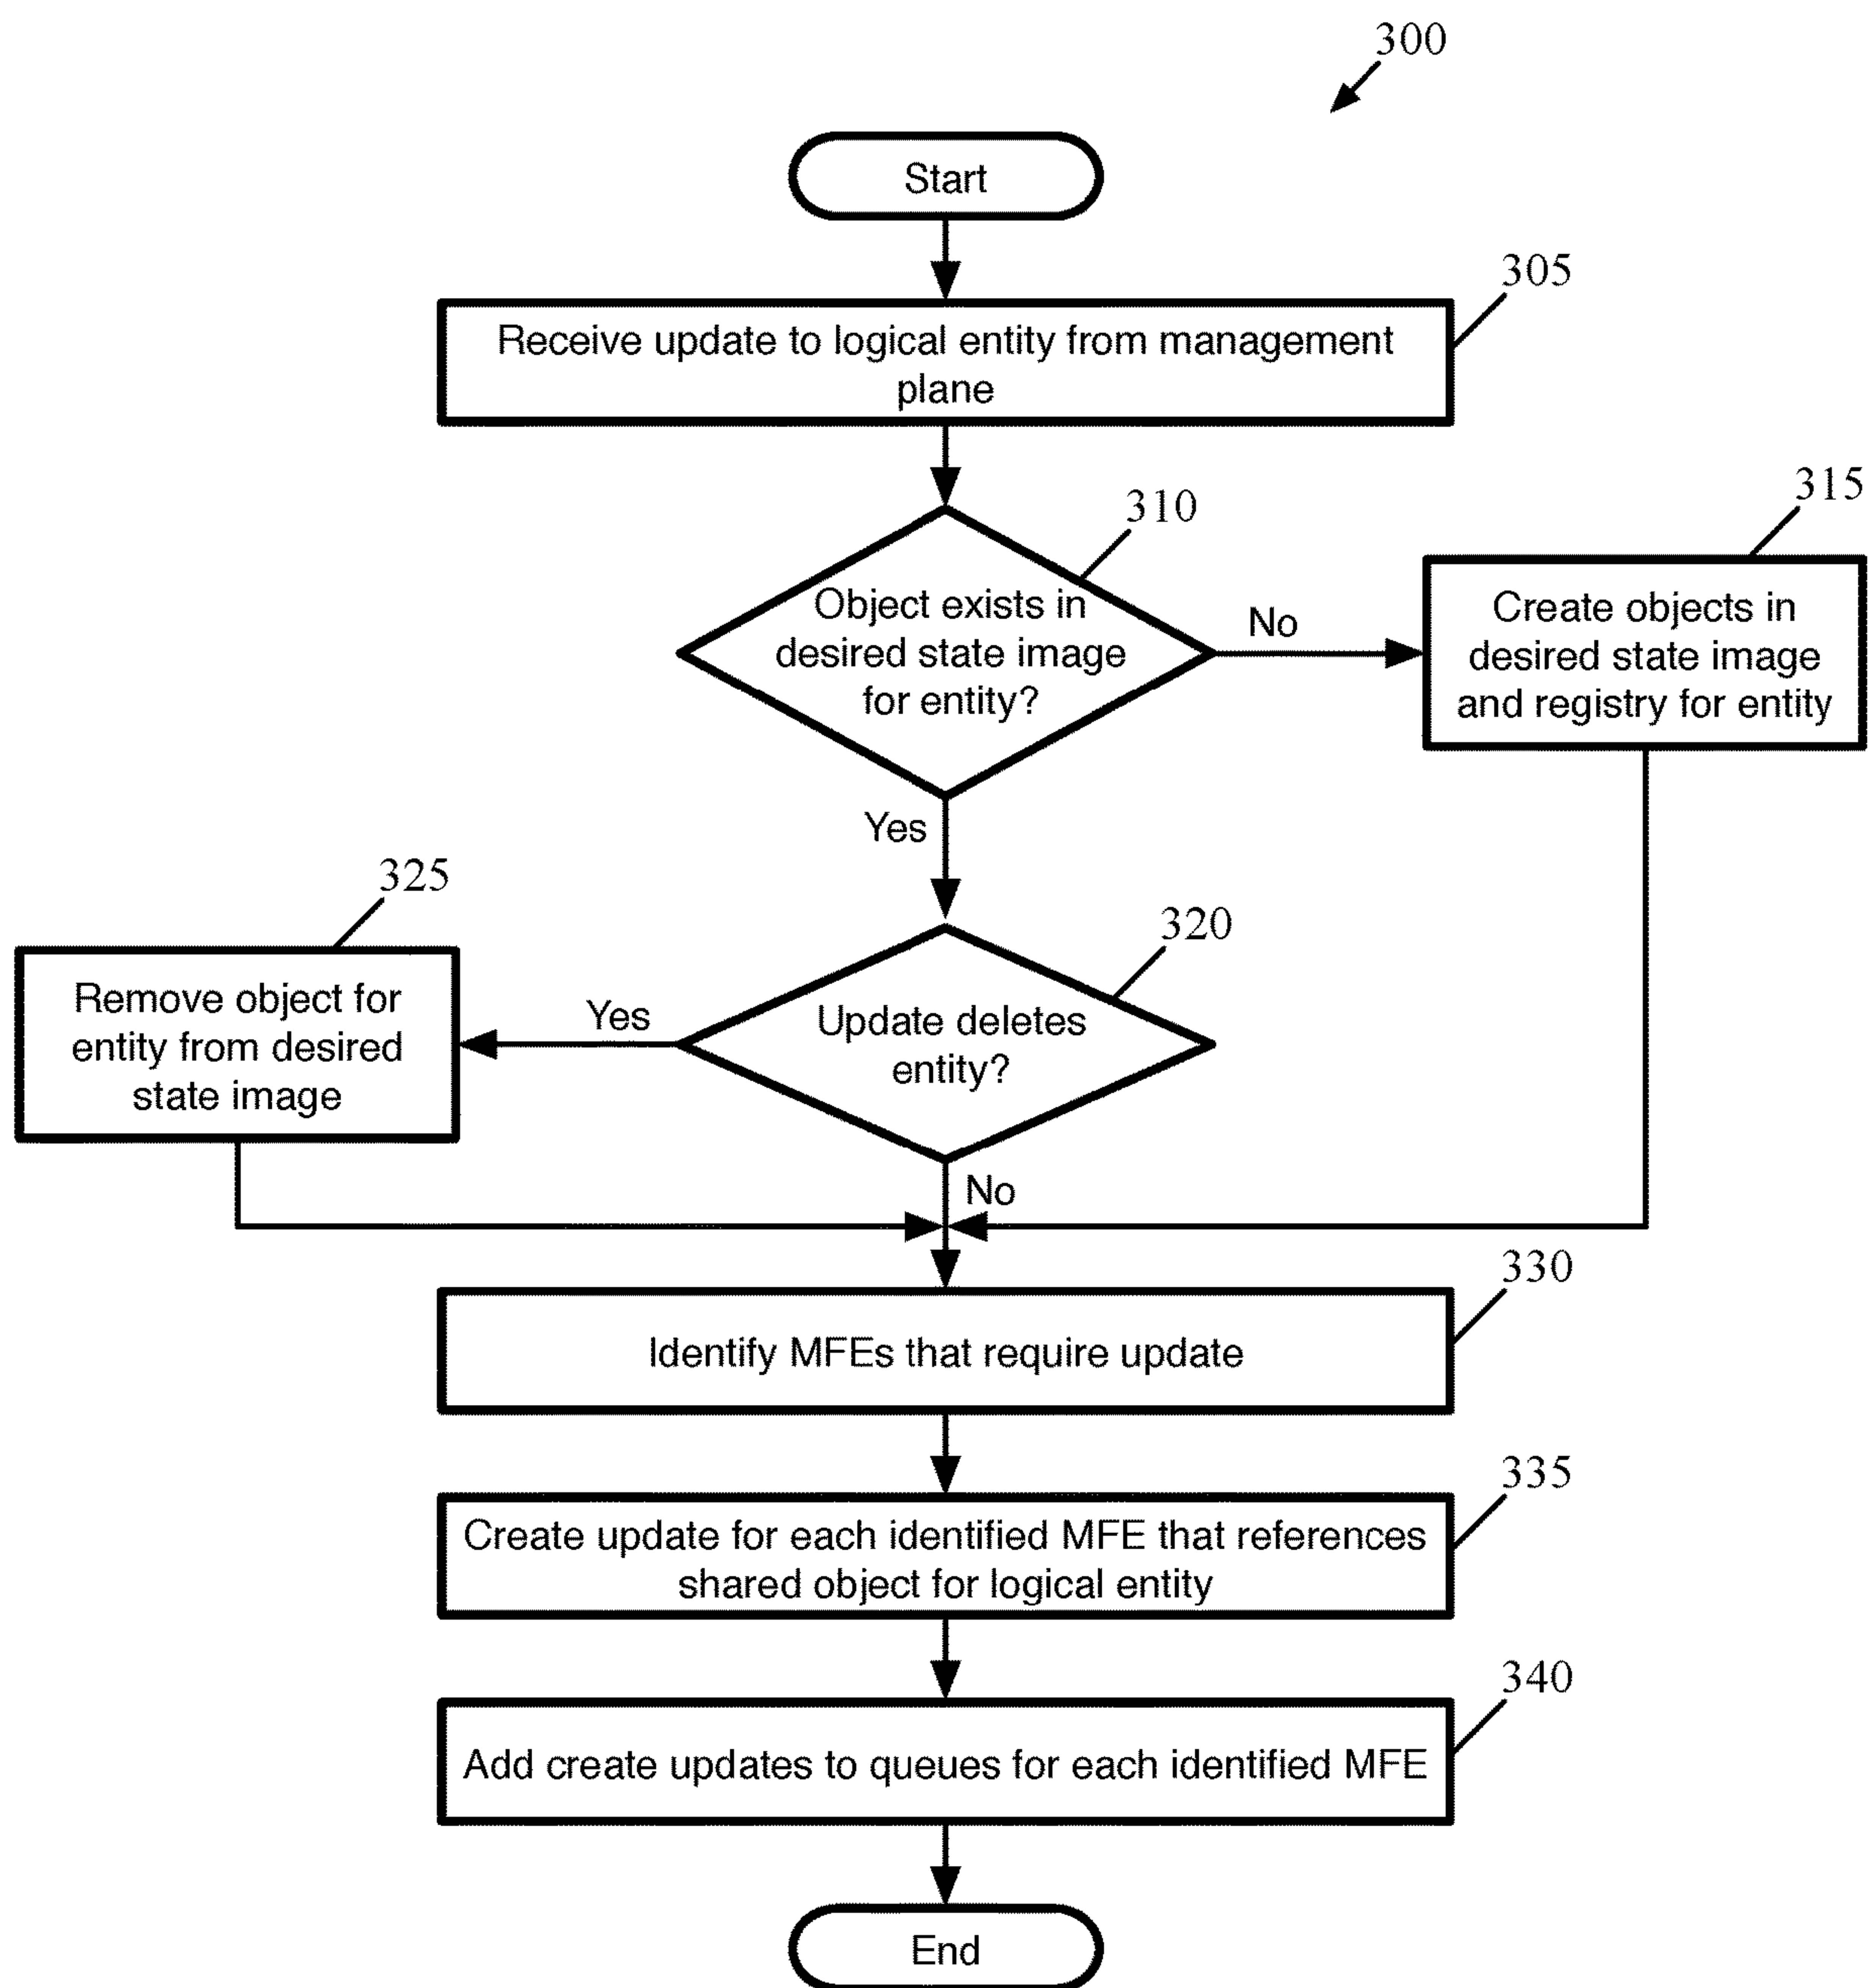 300
Start
305
Receive update to logical entity from management
plane
310
315
Object exists in
desired state image
for entity?
No
Create objects in
desired state image
and registry for entity
Yes
325
320
Remove object for
entity from desired
state image
Yes
Update deletes
entity?
No
330
Identify MFEs that require update
335
Create update for each identified MFE that references
shared object for logical entity
340
Add create updates to queues for each identified MFE
End